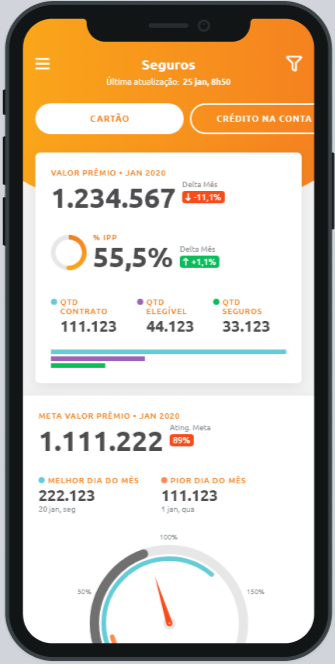 Seguros
Última atualização: 25 jan, 8h50
CARTÃO
CRÉDITO NA CONTA
VALOR PRÊMIO • JAN 2020
1.234.567
Delta Mês
↓ -11,1%
% IPP
55,5%
Delta Mês
↑ +1,1%
QTD CONTRATO
111.123
QTD ELEGÍVEL
44.123
QTD SEGUROS
33.123
META VALOR PRÊMIO • JAN 2020
1.111.222
Ating. Meta
89%
MELHOR DIA DO MÊS
222.123
20 jan, seg
PIOR DIA DO MÊS
111.123
1 jan, qua
100%
50%
150%